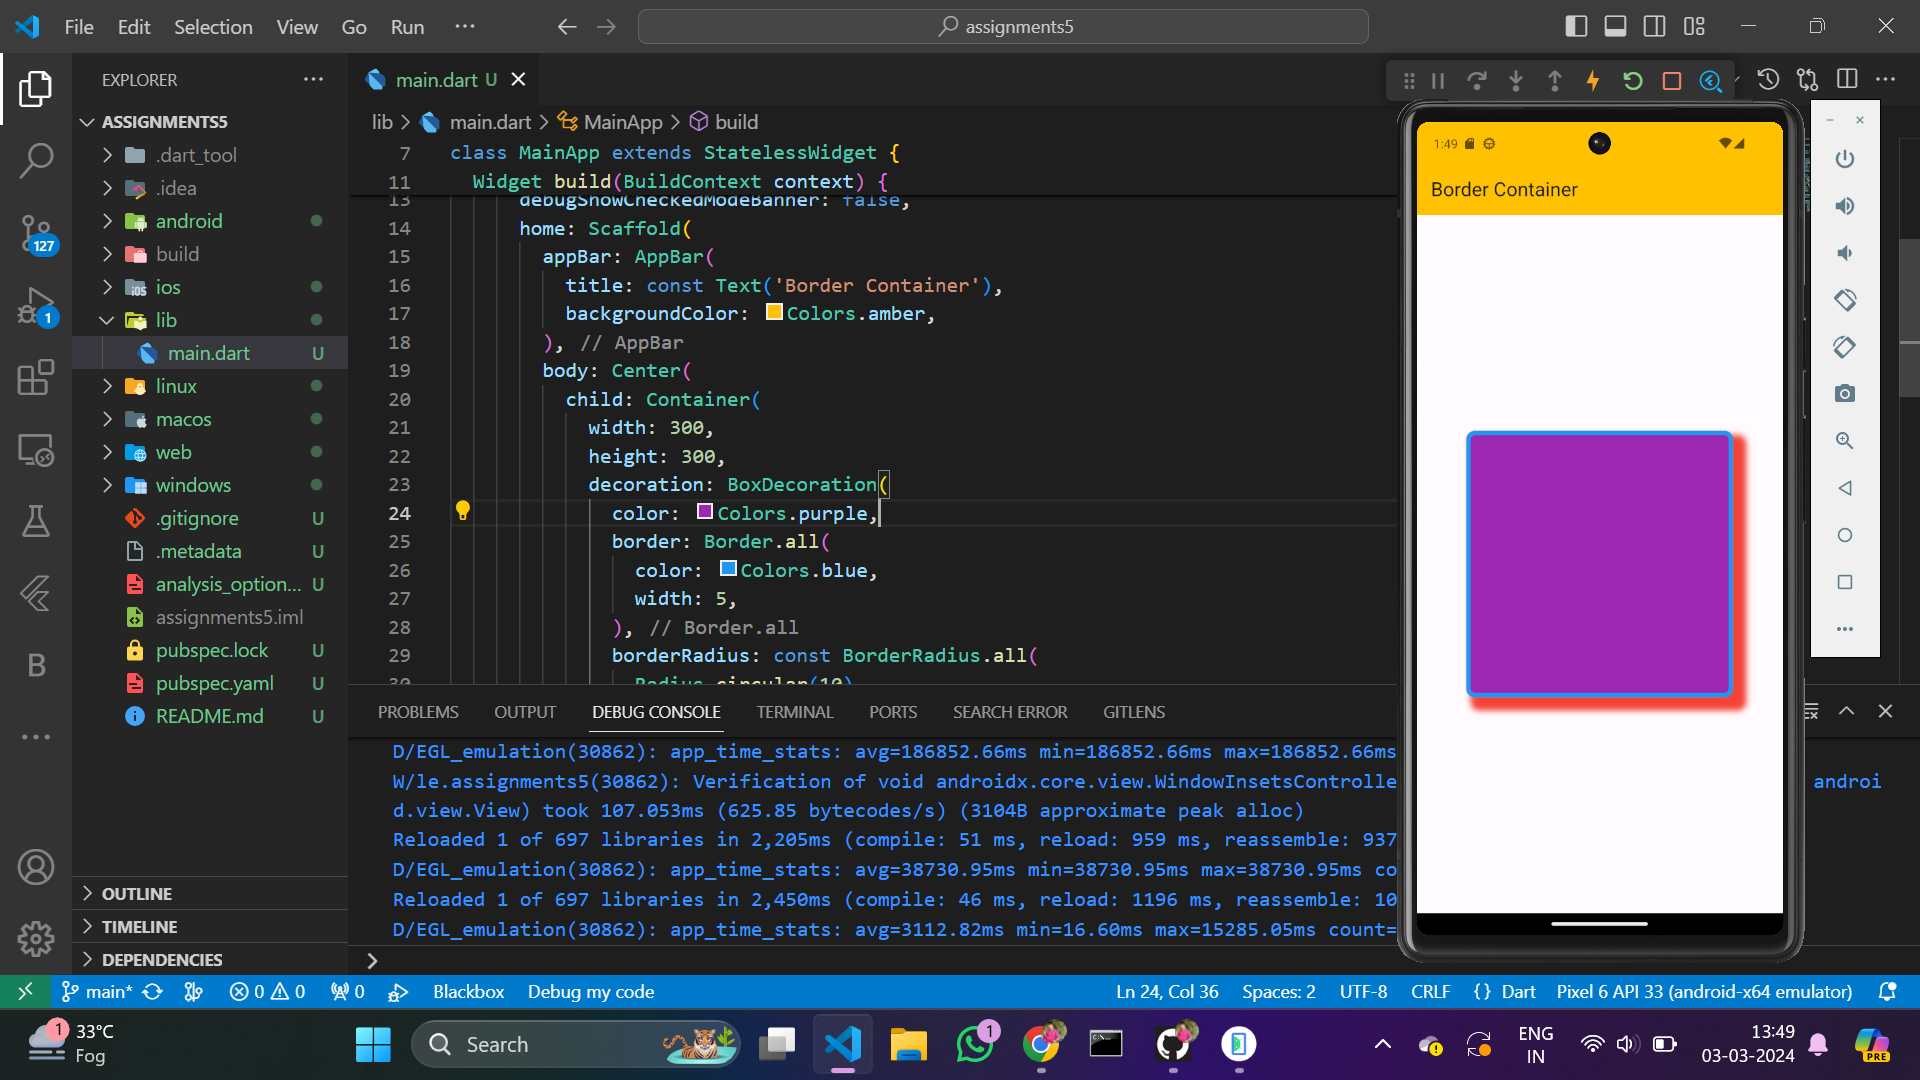 File Edit Selection View Go Run ···
assignments5
EXPLORER
ASSIGNMENTS5
.dart_tool
.idea
android
build
ios
lib
main.dart U
linux
macos
web
windows
.gitignore U
.metadata U
analysis_option... U
assignments5.iml
pubspec.lock U
pubspec.yaml U
README.md U
OUTLINE
TIMELINE
DEPENDENCIES
127
1
B
main.dart U
lib > main.dart > MainApp > build
7 class MainApp extends StatelessWidget {
11 Widget build(BuildContext context) {
13 debugShowCheckedModeBanner: false,
14 home: Scaffold(
15 appBar: AppBar(
16 title: const Text('Border Container'),
17 backgroundColor: Colors.amber,
18 ), // AppBar
19 body: Center(
20 child: Container(
21 width: 300,
22 height: 300,
23 decoration: BoxDecoration(
24 color: Colors.purple,
25 border: Border.all(
26 color: Colors.blue,
27 width: 5,
28 ), // Border.all
29 borderRadius: const BorderRadius.all(
30 Radius.circular(10)
PROBLEMS OUTPUT DEBUG CONSOLE TERMINAL PORTS SEARCH ERROR GITLENS
D/EGL_emulation(30862): app_time_stats: avg=186852.66ms min=186852.66ms max=186852.66ms
W/le.assignments5(30862): Verification of void androidx.core.view.WindowInsetsControlle androi
d.view.View) took 107.053ms (625.85 bytecodes/s) (3104B approximate peak alloc)
Reloaded 1 of 697 libraries in 2,205ms (compile: 51 ms, reload: 959 ms, reassemble: 937
D/EGL_emulation(30862): app_time_stats: avg=38730.95ms min=38730.95ms max=38730.95ms co
Reloaded 1 of 697 libraries in 2,450ms (compile: 46 ms, reload: 1196 ms, reassemble: 10
D/EGL_emulation(30862): app_time_stats: avg=3112.82ms min=16.60ms max=15285.05ms count=
>
1:49
Border Container
main* 0 0 0 Blackbox Debug my code
Ln 24, Col 36 Spaces: 2 UTF-8 CRLF {} Dart Pixel 6 API 33 (android-x64 emulator)
1
33°C
Fog
Search
1
ENG
IN
13:49
03-03-2024
PRE